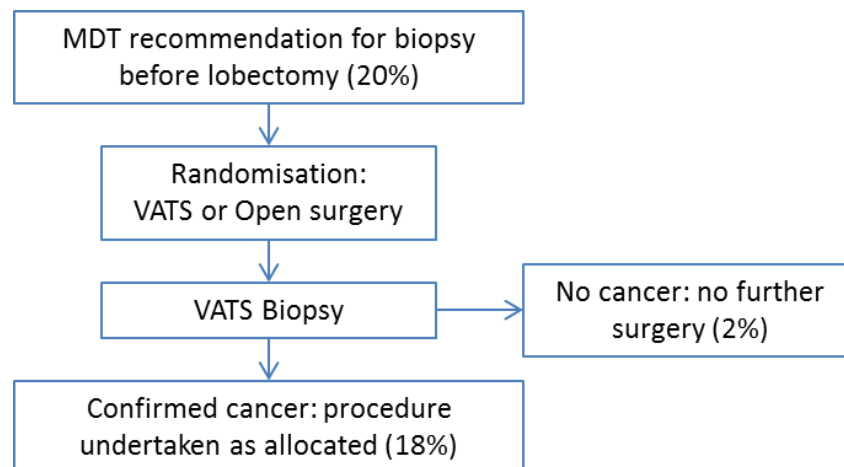 MDT recommendation for biopsy
before lobectomy (20%)
Randomisation:
VATS or Open surgery
VATS Biopsy
No cancer: no further
surgery (2%)
Confirmed cancer: procedure
undertaken as allocated (18%)